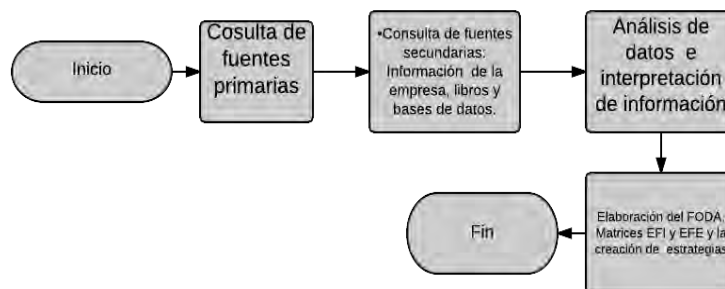 Inicio
Cosulta de
fuentes
primarias
•Consulta de fuentes
secundarias:
Información de la
empresa, libros y
bases de datos.
Análisis de
datos e
interpretación
de información
Elaboración del FODA,
Matrices EFI y EFE y la
creación de estrategias
Fin